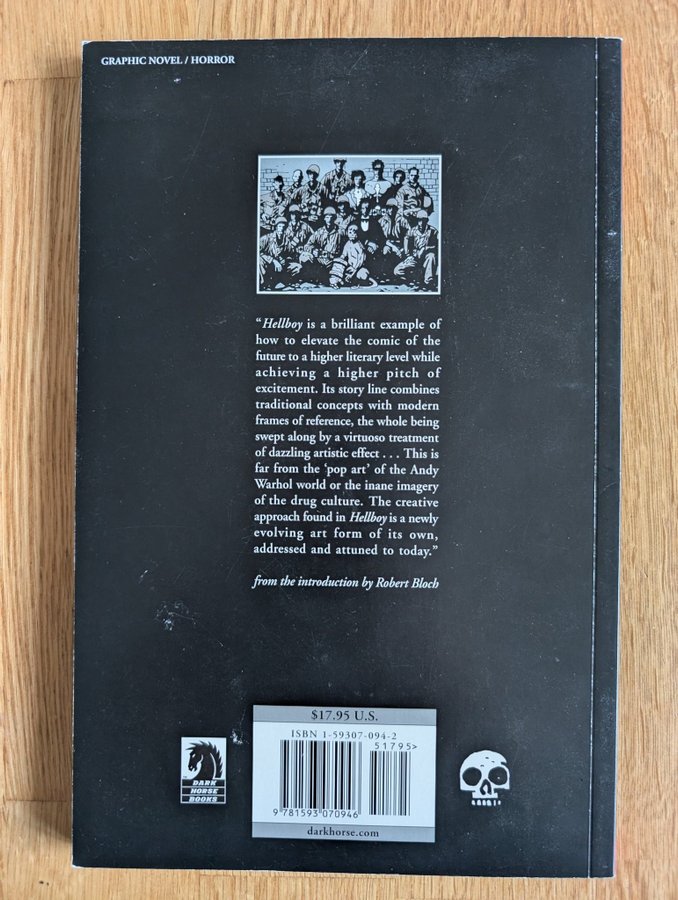 GRAPHIC NOVEL / HORROR
“Hellboy is a brilliant example of
how to elevate the comic of the
future to a higher literary level while
achieving a higher pitch of
excitement. Its story line combines
traditional concepts with modern
frames of reference, the whole being
swept along by a virtuoso treatment
of dazzling artistic effect . . . This is
far from the ‘pop art’ of the Andy
Warhol world or the inane imagery
of the drug culture. The creative
approach found in Hellboy is a newly
evolving art form of its own,
addressed and attuned to today.”
from the introduction by Robert Bloch
$17.95 U.S.
ISBN 1-59307-094-2
51795>
9 781593 070946
darkhorse.com
DARK
HORSE
BOOKS